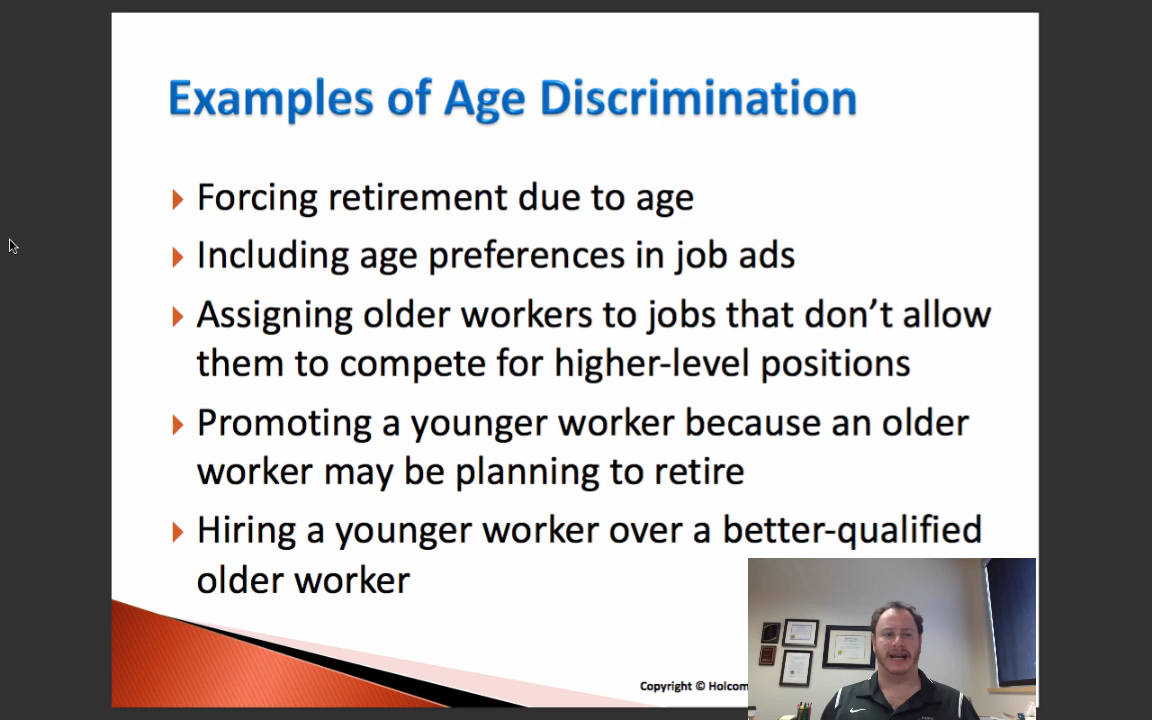 Examples of Age Discrimination
Forcing retirement due to age
Including age preferences in job ads
Assigning older workers to jobs that don’t allow
them to compete for higher-level positions
Promoting a younger worker because an older
worker may be planning to retire
Hiring a younger worker over a better-qualified
older worker
Copyright ©